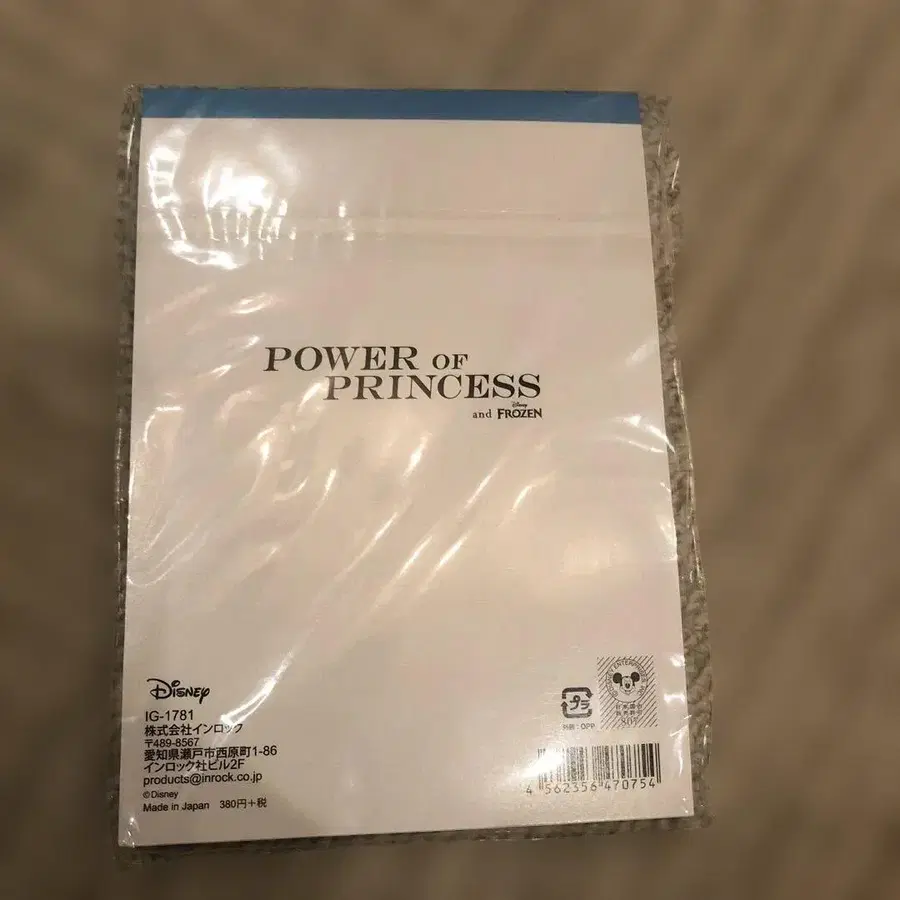 POWER OF
PRINCESS
Disney
and FROZEN
Disney
IG-1781
株式会社インロック
〒489-8567
愛知県瀬戸市西原町1-86
インロック社ビル2F
products@inrock.co.jp
©Disney
Made in Japan 380円+税
プラ
外装：OPP
4 562356 470754